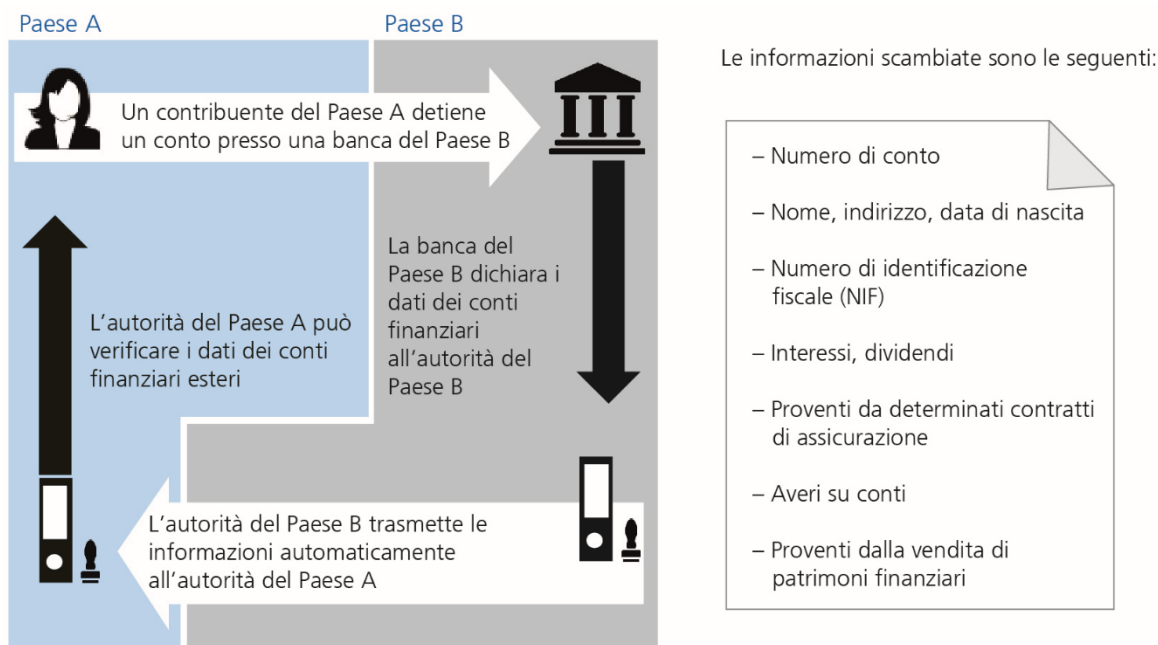 Paese A
Paese B
Un contribuente del Paese A detiene
un conto presso una banca del Paese B
La banca del
Paese B dichiara i
dati dei conti
finanziari
all'autorità del
Paese B
L'autorità del Paese B trasmette le
informazioni automaticamente
all'autorità del Paese A
L'autorità del Paese A può
verificare i dati dei conti
finanziari esteri
Le informazioni scambiate sono le seguenti:
– Numero di conto
– Nome, indirizzo, data di nascita
– Numero di identificazione
fiscale (NIF)
– Interessi, dividendi
– Proventi da determinati contratti
di assicurazione
– Averi su conti
– Proventi dalla vendita di
patrimoni finanziari